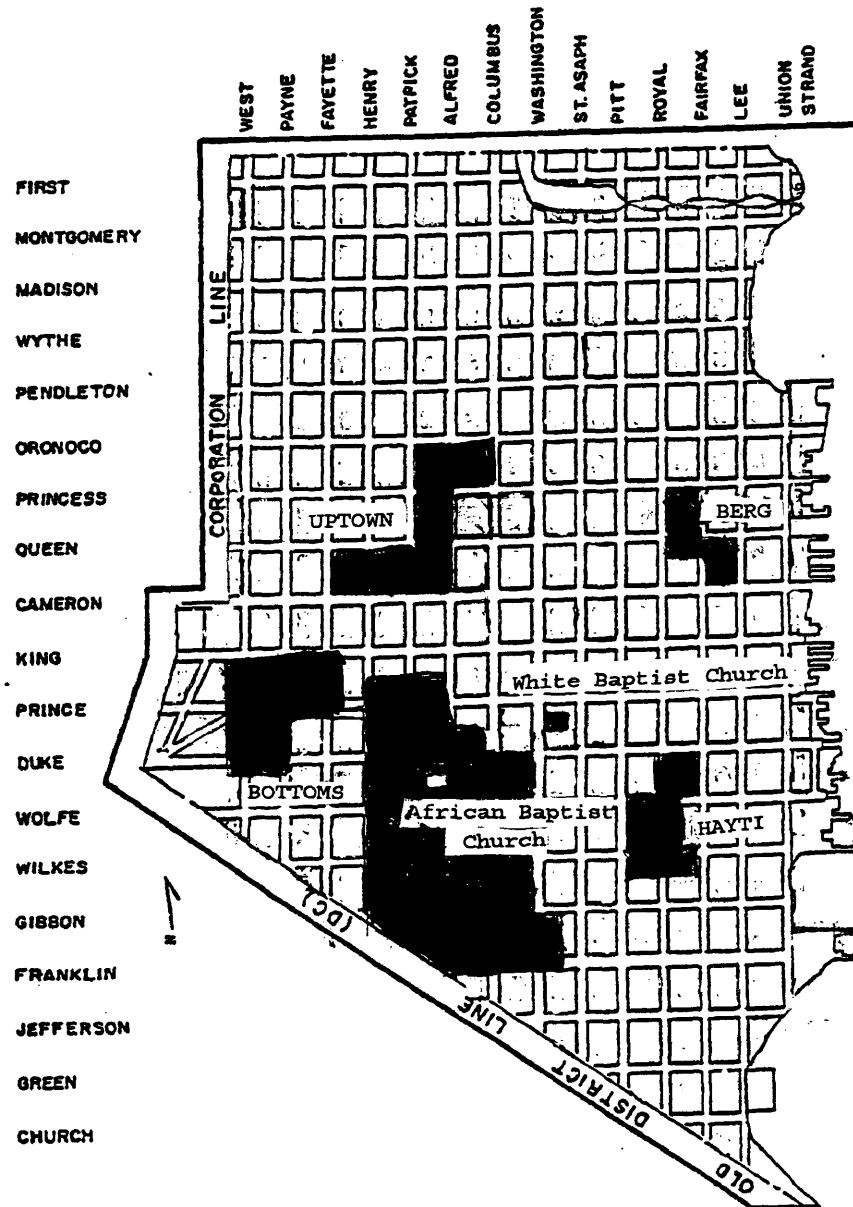 WEST
PAYNE
FAYETTE
HENRY
PATPICK
ALFRED
COLUMBUS
WASHINGTON
ST. ASAPH
PITT
ROYAL
FAIRFAX
LEE
UNION
STRAND
FIRST
MONTGOMERY
MADISON
WYTHE
PENDLETON
ORONOCO
PRINCESS
QUEEN
CAMERON
KING
PRINCE
DUKE
WOLFE
WILKES
GIBBON
FRANKLIN
JEFFERSON
GREEN
CHURCH
CORPORATION LINE
UPTOWN
BERG
White Baptist Church
BOTTOMS
African Baptist
Church
HAYTI
N
OLD DISTRICT LINE (DC)